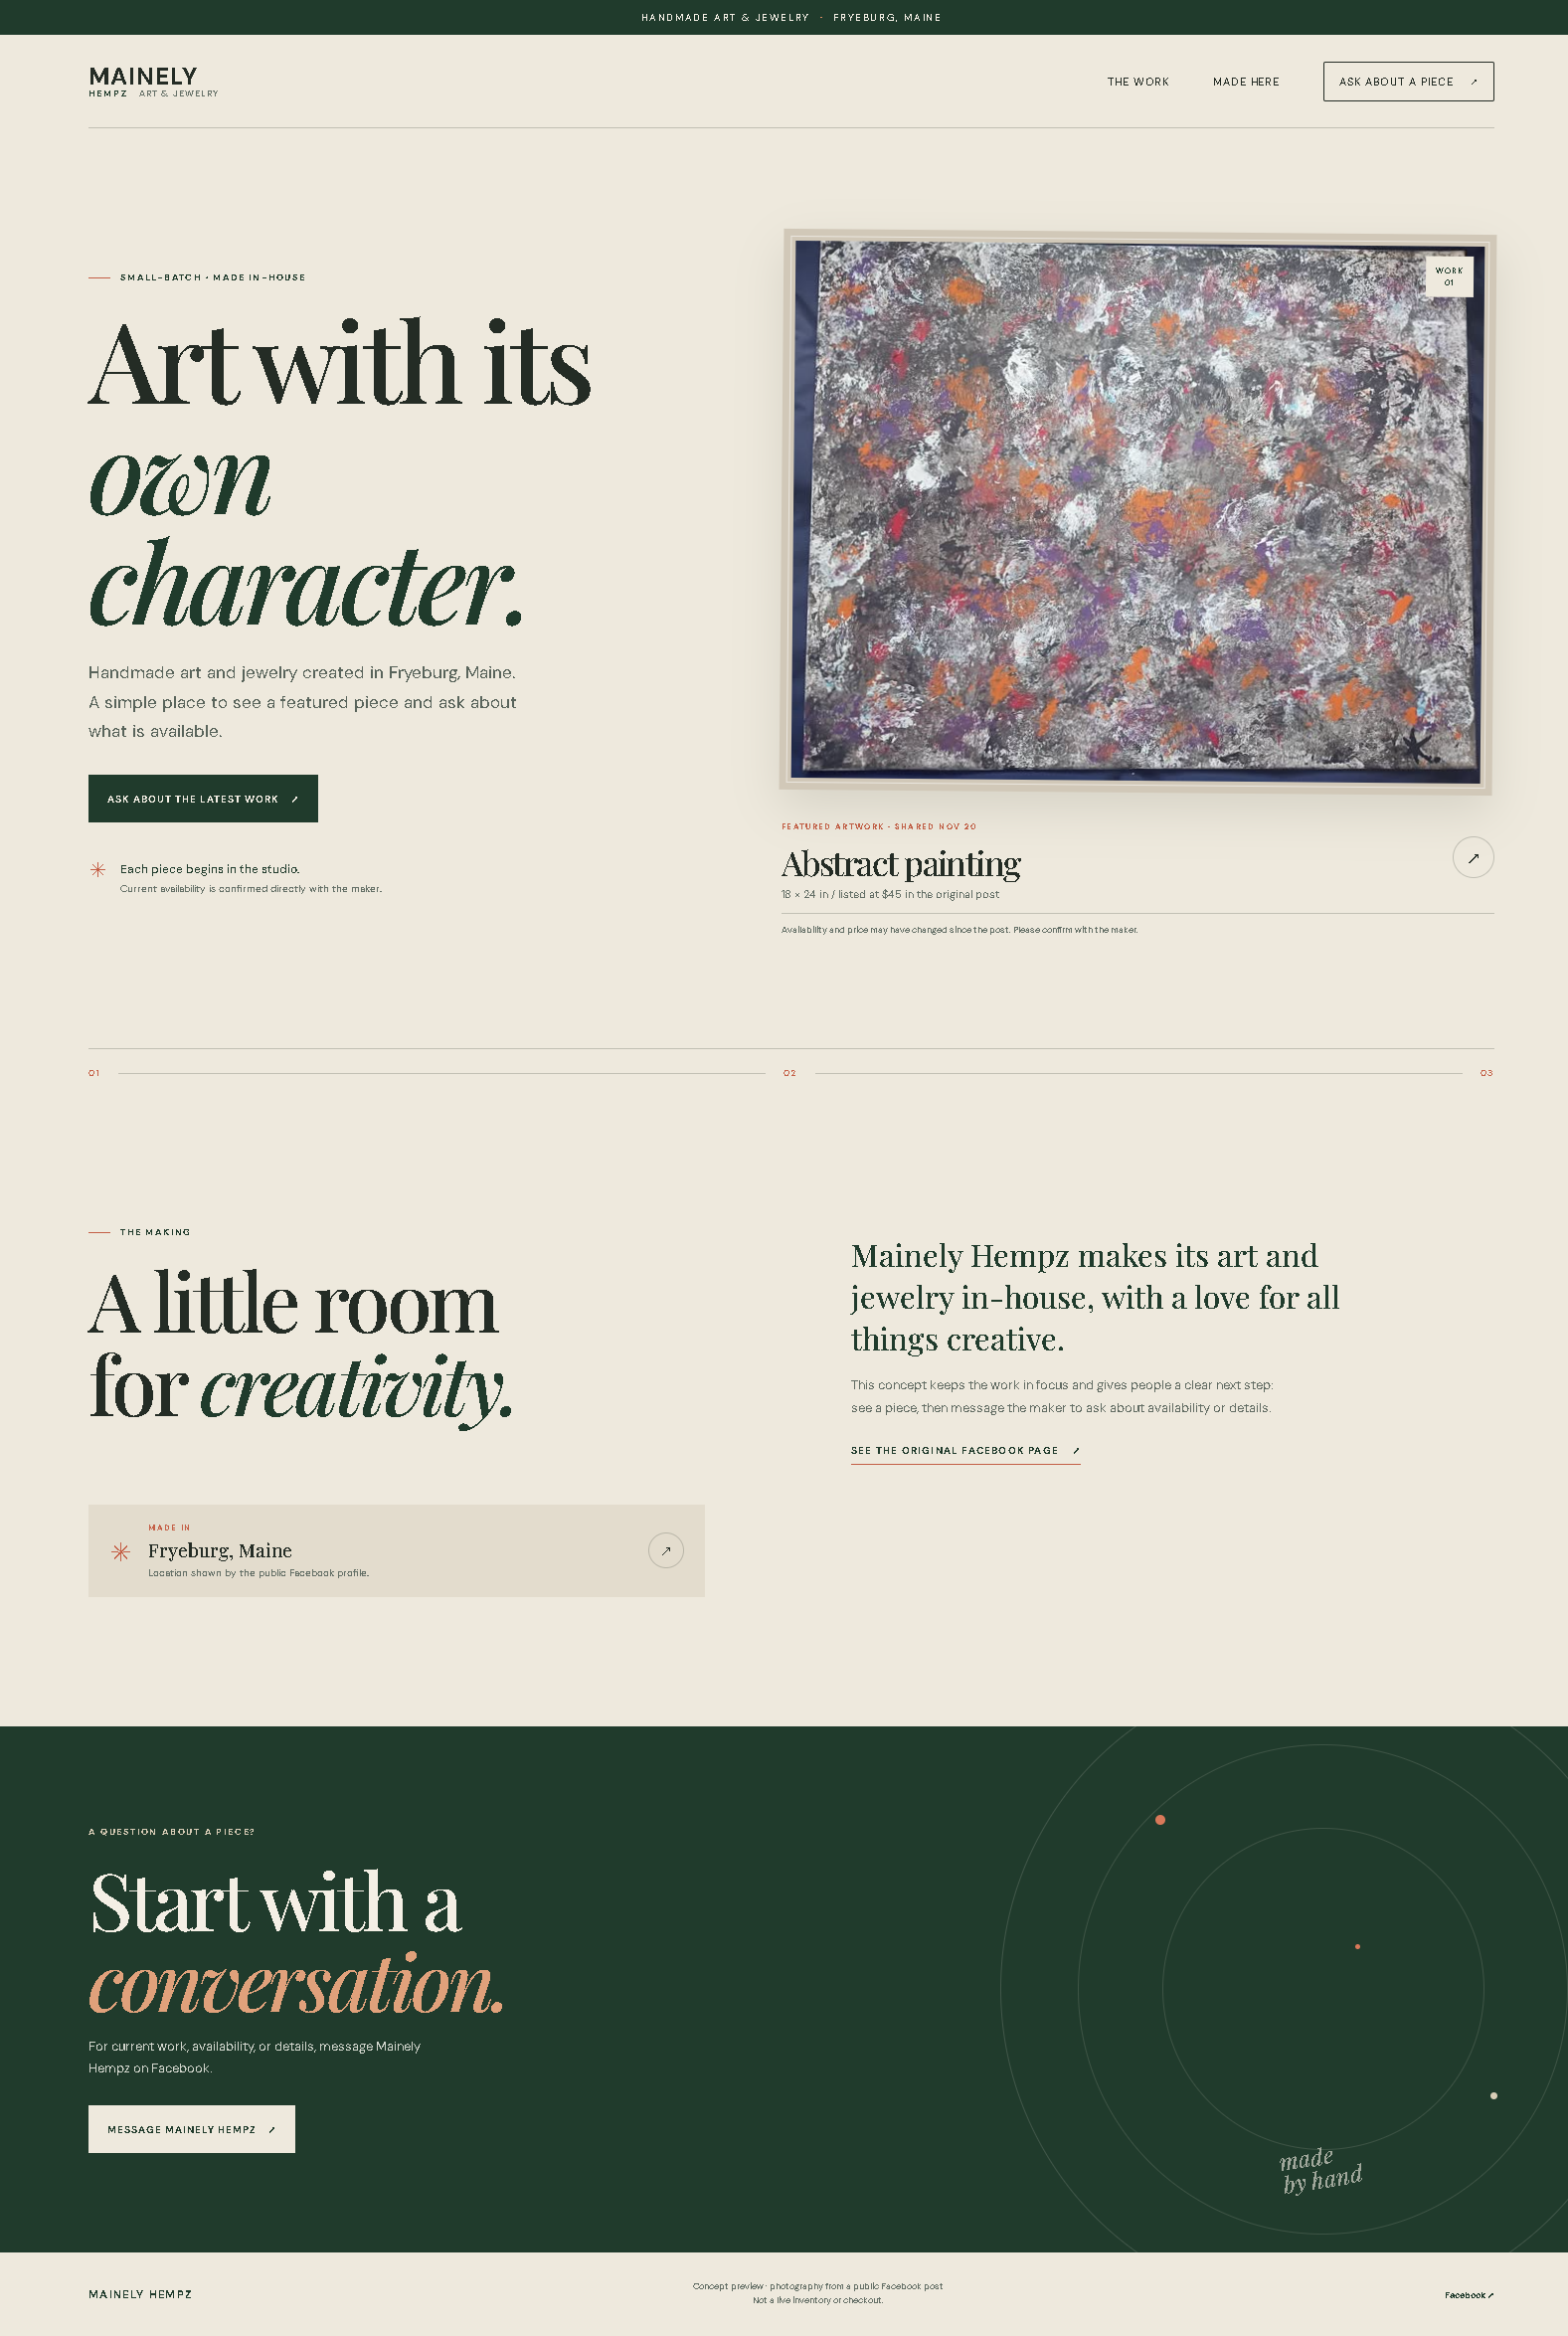 HANDMADE ART & JEWELRY · FRYEBURG, MAINE
MAINELY
HEMPZ ART & JEWELRY
THE WORK
MADE HERE
ASK ABOUT A PIECE ↗
SMALL-BATCH · MADE IN-HOUSE
Art with its
own
character.
Handmade art and jewelry created in Fryeburg, Maine.
A simple place to see a featured piece and ask about
what is available.
ASK ABOUT THE LATEST WORK ↗
Each piece begins in the studio.
Current availability is confirmed directly with the maker.
WORK
01
FEATURED ARTWORK · SHARED NOV 20
Abstract painting
↗
18 × 24 in / listed at $45 in the original post
Availability and price may have changed since the post. Please confirm with the maker.
01
02
03
THE MAKING
A little room
for creativity.
MADE IN
Fryeburg, Maine
Location shown by the public Facebook profile.
↗
Mainely Hempz makes its art and
jewelry in-house, with a love for all
things creative.
This concept keeps the work in focus and gives people a clear next step:
see a piece, then message the maker to ask about availability or details.
SEE THE ORIGINAL FACEBOOK PAGE ↗
A QUESTION ABOUT A PIECE?
Start with a
conversation.
For current work, availability, or details, message Mainely
Hempz on Facebook.
MESSAGE MAINELY HEMPZ ↗
made
by hand
MAINELY HEMPZ
Concept preview · photography from a public Facebook post
Not a live inventory or checkout.
Facebook ↗